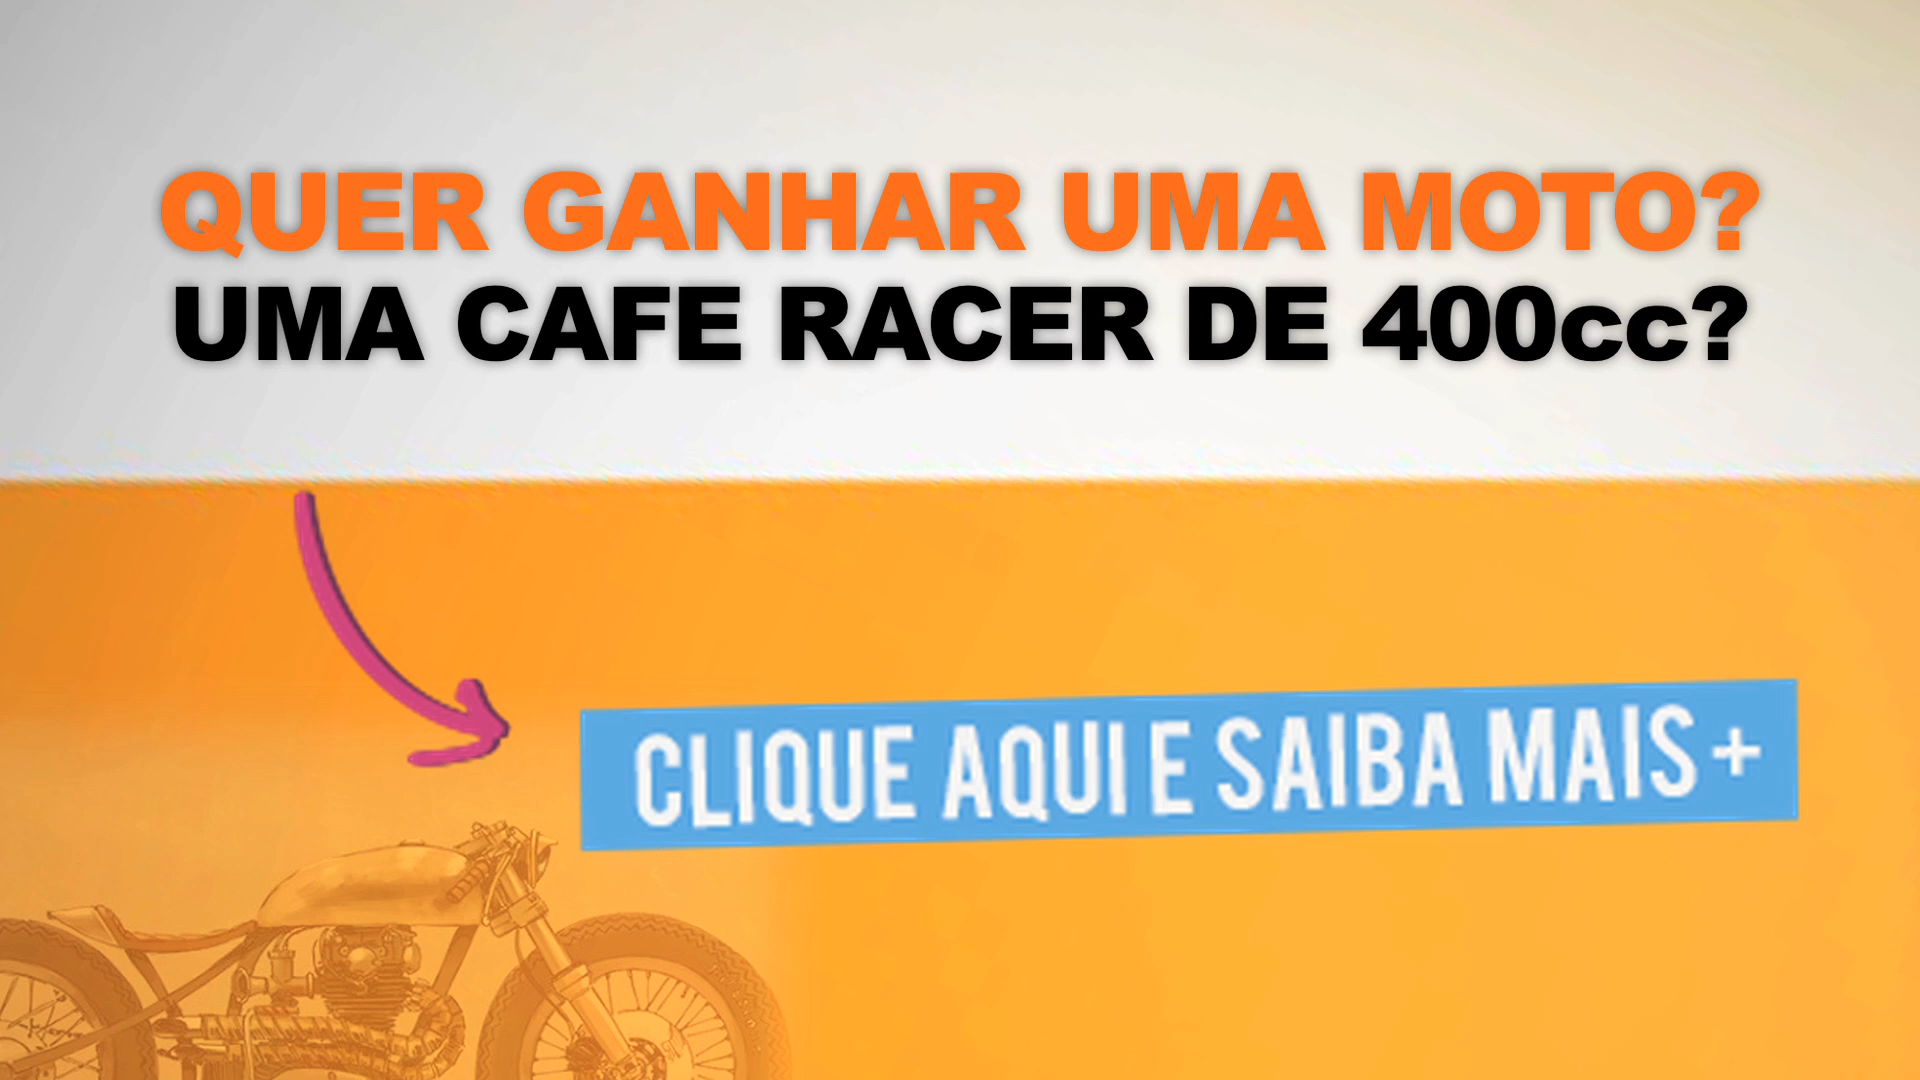 QUER GANHAR UMA MOTO?
UMA CAFE RACER DE 400cc?
CLIQUE AQUI E SAIBA MAIS +